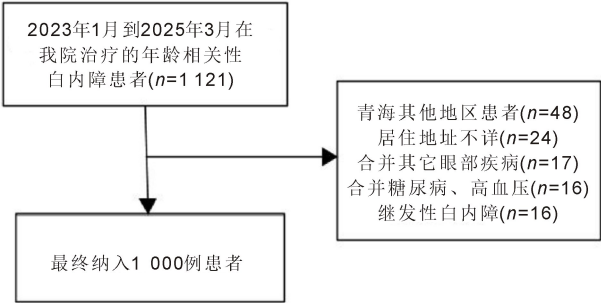 2023年1月到2025年3月在
我院治疗的年龄相关性
白内障患者(n=1 121)
青海其他地区患者(n=48)
居住地址不详(n=24)
合并其它眼部疾病(n=17)
合并糖尿病、高血压(n=16)
继发性白内障(n=16)
最终纳入1 000例患者